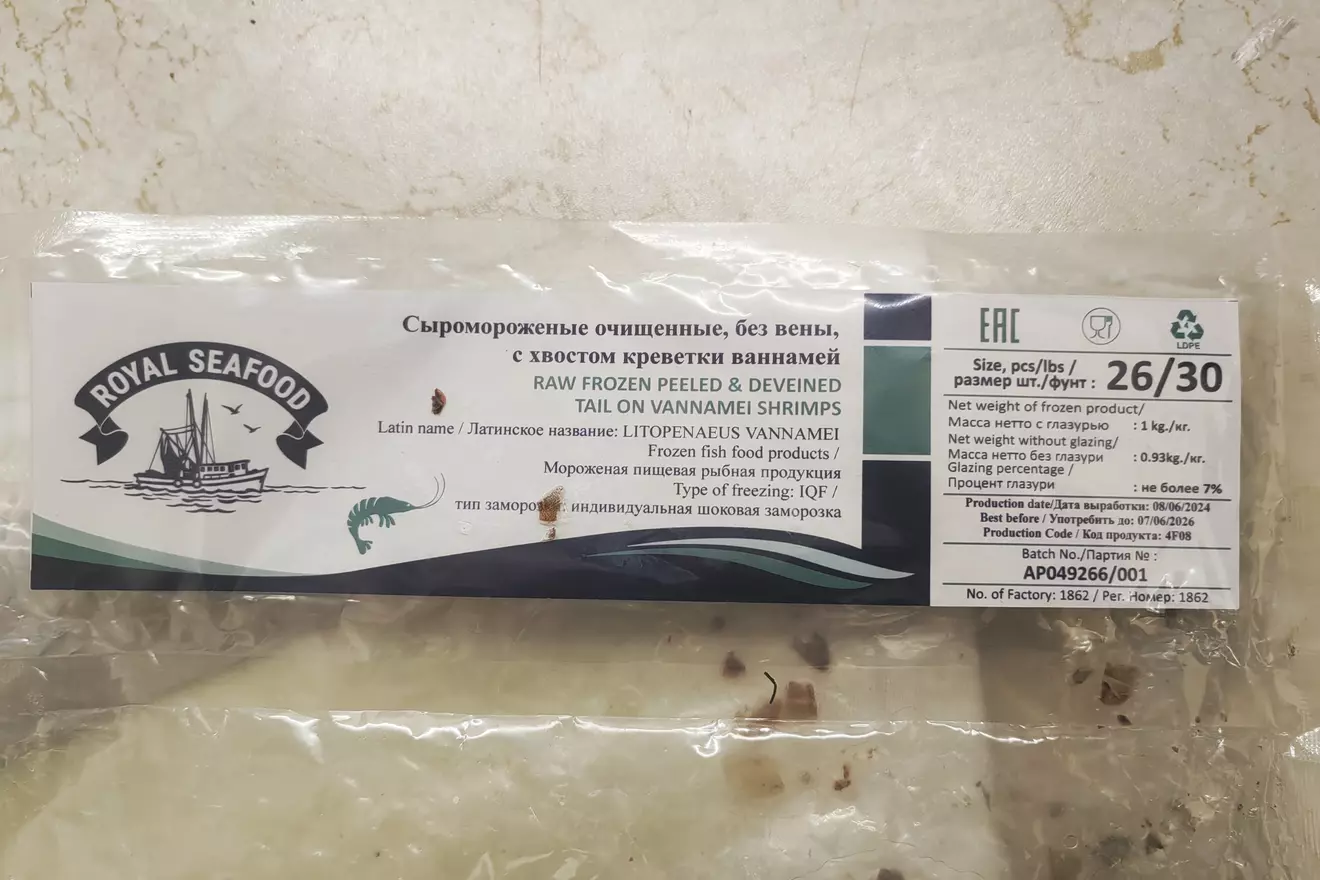 ROYAL SEAFOOD
Сыромороженые очищенные, без вены,
с хвостом креветки ваннамей
RAW FROZEN PEELED & DEVEINED
TAIL ON VANNAMEI SHRIMPS
Latin name / Латинское название: LITOPENAEUS VANNAMEI
Frozen fish food products /
Мороженая пищевая рыбная продукция
Type of freezing: IQF /
тип заморозки: индивидуальная шоковая заморозка
EAC
LDPE
Size, pcs/lbs /
размер шт./фунт : 26/30
Net weight of frozen product/
Масса нетто с глазурью : 1 kg./кг.
Net weight without glazing/
Масса нетто без глазури : 0.93kg./кг.
Glazing percentage /
Процент глазури : не более 7%
Production date/Дата выработки: 08/06/2024
Best before / Употребить до: 07/06/2026
Production Code / Код продукта: 4F08
Batch No./Партия № :
AP049266/001
No. of Factory: 1862 / Рег. Номер: 1862